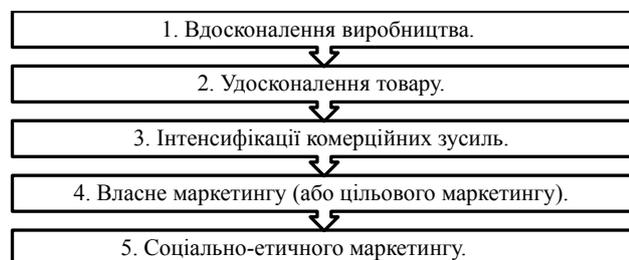 1. Вдосконалення виробництва.
2. Удосконалення товару.
3. Інтенсифікації комерційних зусиль.
4. Власне маркетингу (або цільового маркетингу).
5. Соціально-етичного маркетингу.